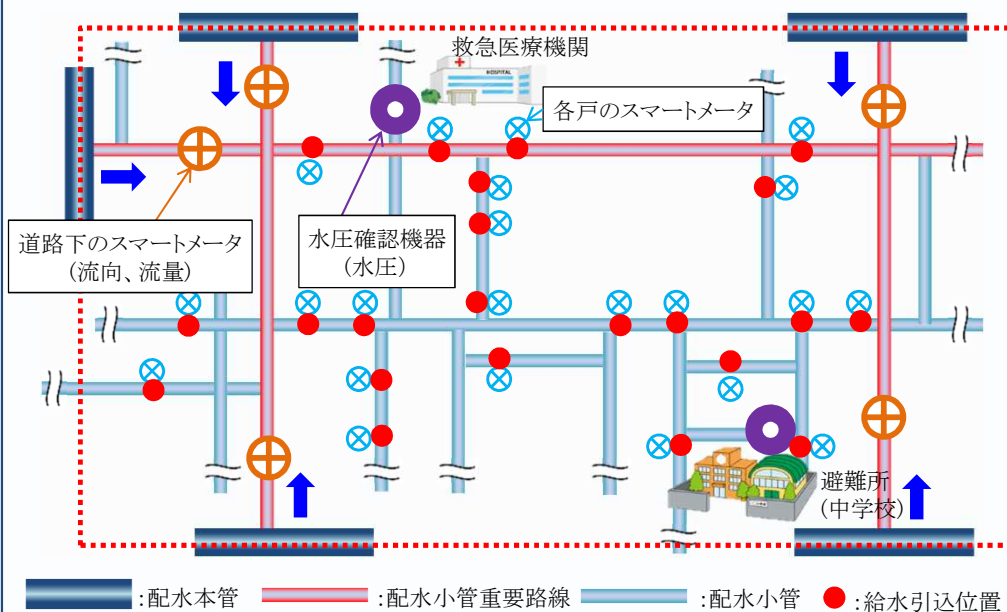 救急医療機関
HOSPITAL
各戸のスマートメータ
道路下のスマートメータ
(流向、流量)
水圧確認機器
(水圧)
避難所
(中学校)
:配水本管
:配水小管重要路線
:配水小管
:給水引込位置